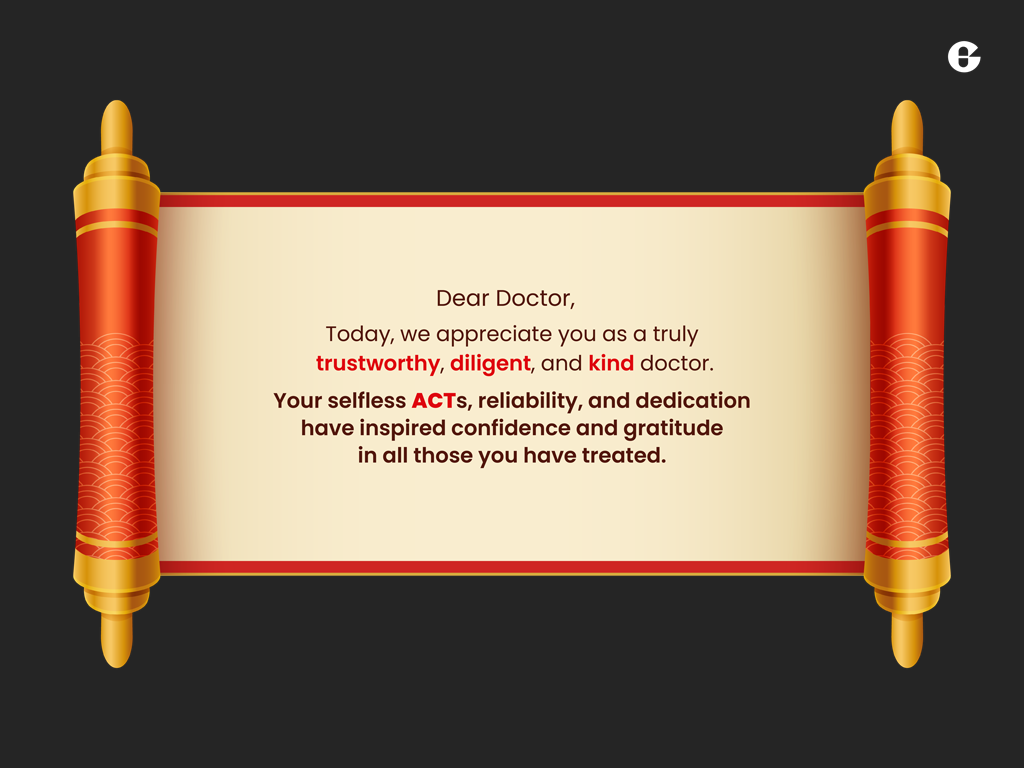 Dear Doctor,
Today, we appreciate you as a truly
trustworthy, diligent, and kind doctor.
Your selfless ACTs, reliability, and dedication
have inspired confidence and gratitude
in all those you have treated.